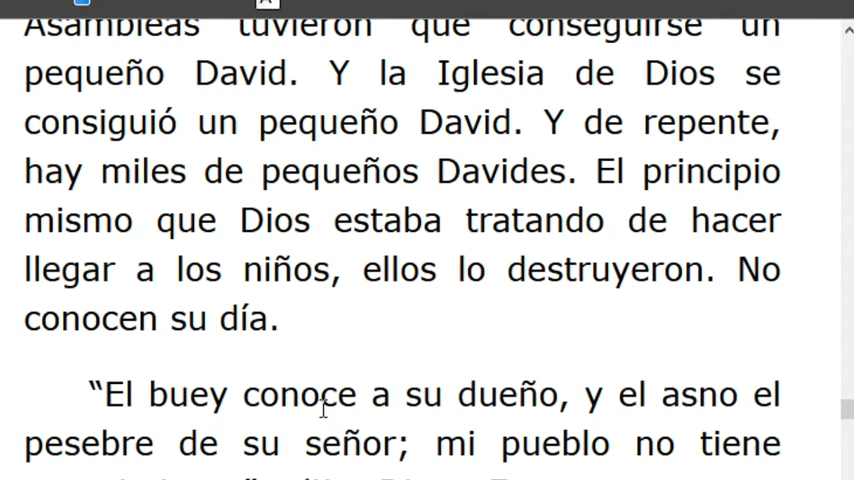 Asambleas tuvieron que conseguirse un
pequeño David. Y la Iglesia de Dios se
consiguió un pequeño David. Y de repente,
hay miles de pequeños Davides. El principio
mismo que Dios estaba tratando de hacer
llegar a los niños, ellos lo destruyeron. No
conocen su día.
“El buey conoce a su dueño, y el asno el
pesebre de su señor; mi pueblo no tiene